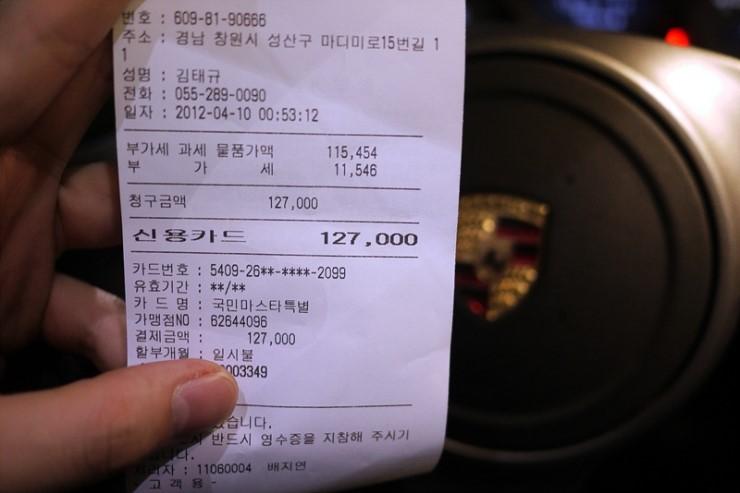 번호 : 609-81-90666
주소 : 경남 창원시 성산구 마디미로15번길 1
1
성명 : 김태규
전화 : 055-289-0090
일자 : 2012-04-10 00:53:12
부가세 과세 물품가액 115,454
부 가 세 11,546
청구금액 127,000
신용카드 127,000
카드번호 : 5409-26**-****-2099
유효기간 : **/**
카 드 명 : 국민마스타특별
가맹점NO : 62644096
결제금액 : 127,000
할부개월 : 일시불
003349
습니다.
반드시 영수증을 지참해 주시기
니다.
리자 : 11060004 배지연
- 고 객 용 -